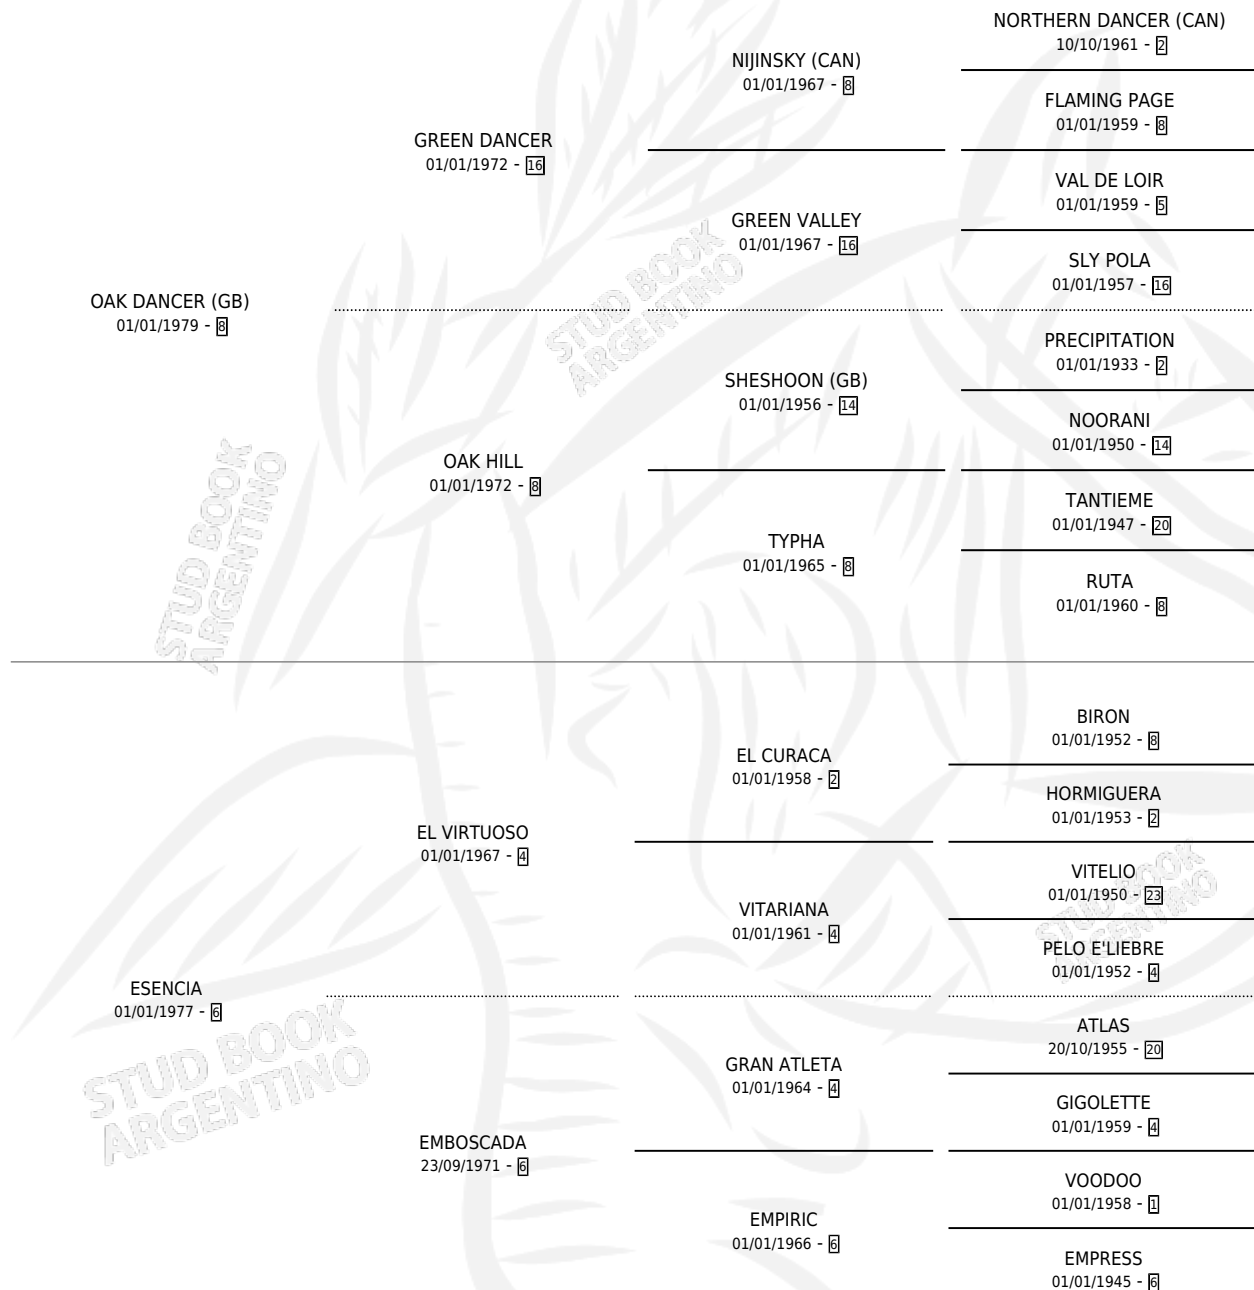 NORTHERN DANCER (CAN)
10/10/1961 - 2
NIJINSKY (CAN)
01/01/1967 - 8
FLAMING PAGE
01/01/1959 - 8
GREEN DANCER
01/01/1972 - 16
VAL DE LOIR
01/01/1959 - 5
GREEN VALLEY
01/01/1967 - 16
SLY POLA
01/01/1957 - 16
OAK DANCER (GB)
01/01/1979 - 8
PRECIPITATION
01/01/1933 - 2
SHESHOON (GB)
01/01/1956 - 14
NOORANI
01/01/1950 - 14
OAK HILL
01/01/1972 - 8
TANTIEME
01/01/1947 - 20
TYPHA
01/01/1965 - 8
RUTA
01/01/1960 - 8
BIRON
01/01/1952 - 8
EL CURACA
01/01/1958 - 2
HORMIGUERA
01/01/1953 - 2
EL VIRTUOSO
01/01/1967 - 4
VITELIO
01/01/1950 - 23
VITARIANA
01/01/1961 - 4
PELO E'LIEBRE
01/01/1952 - 4
ESENCIA
01/01/1977 - 6
ATLAS
20/10/1955 - 20
GRAN ATLETA
01/01/1964 - 4
GIGOLETTE
01/01/1959 - 4
EMBOSCADA
23/09/1971 - 6
VOODOO
01/01/1958 - 1
EMPIRIC
01/01/1966 - 6
EMPRESS
01/01/1945 - 6
STUD BOOK
ARGENTINO
STUD BOOK
ARGENTINO
STUD BOOK
ARGENTINO
STUD BOOK
ARGENTINO